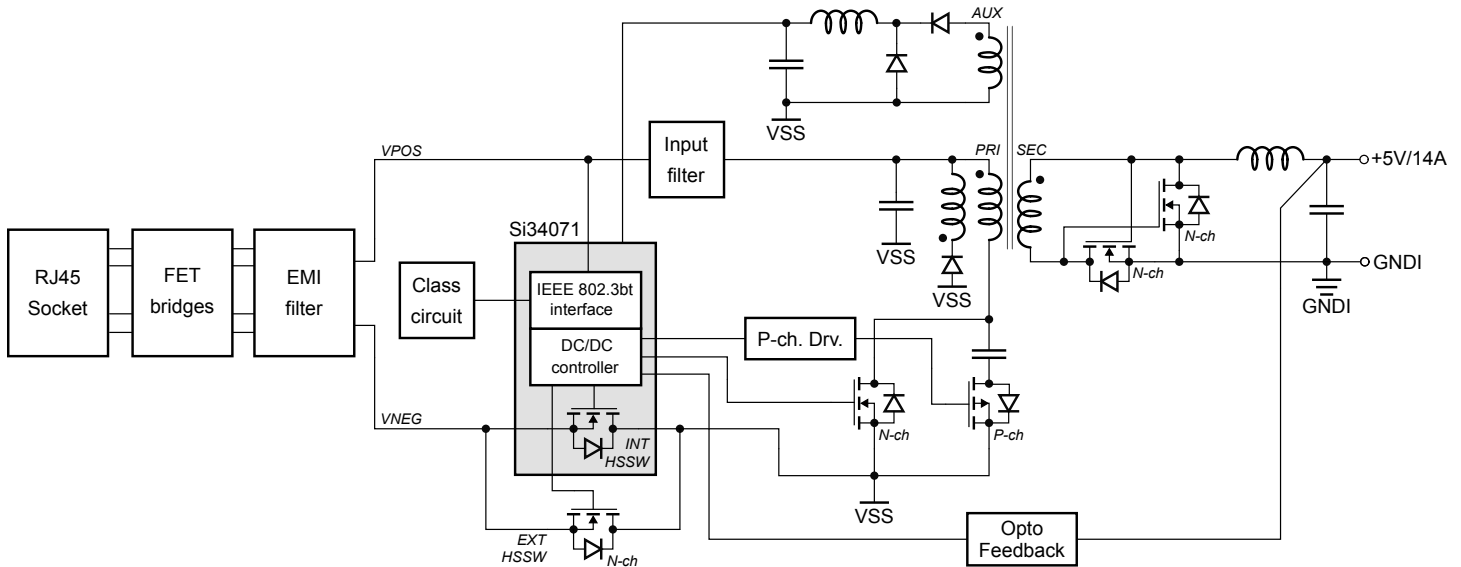 AUX
VSS
VPOS
Input
filter
PRI
SEC
+5V/14A
N-ch
N-ch
GNDI
GNDI
VSS
VSS
Si34071
RJ45
Socket
FET
bridges
EMI
filter
Class
circuit
IEEE 802.3bt
interface
DC/DC
controller
P-ch. Drv.
VNEG
INT
HSSW
N-ch
P-ch
VSS
EXT
HSSW
N-ch
Opto
Feedback